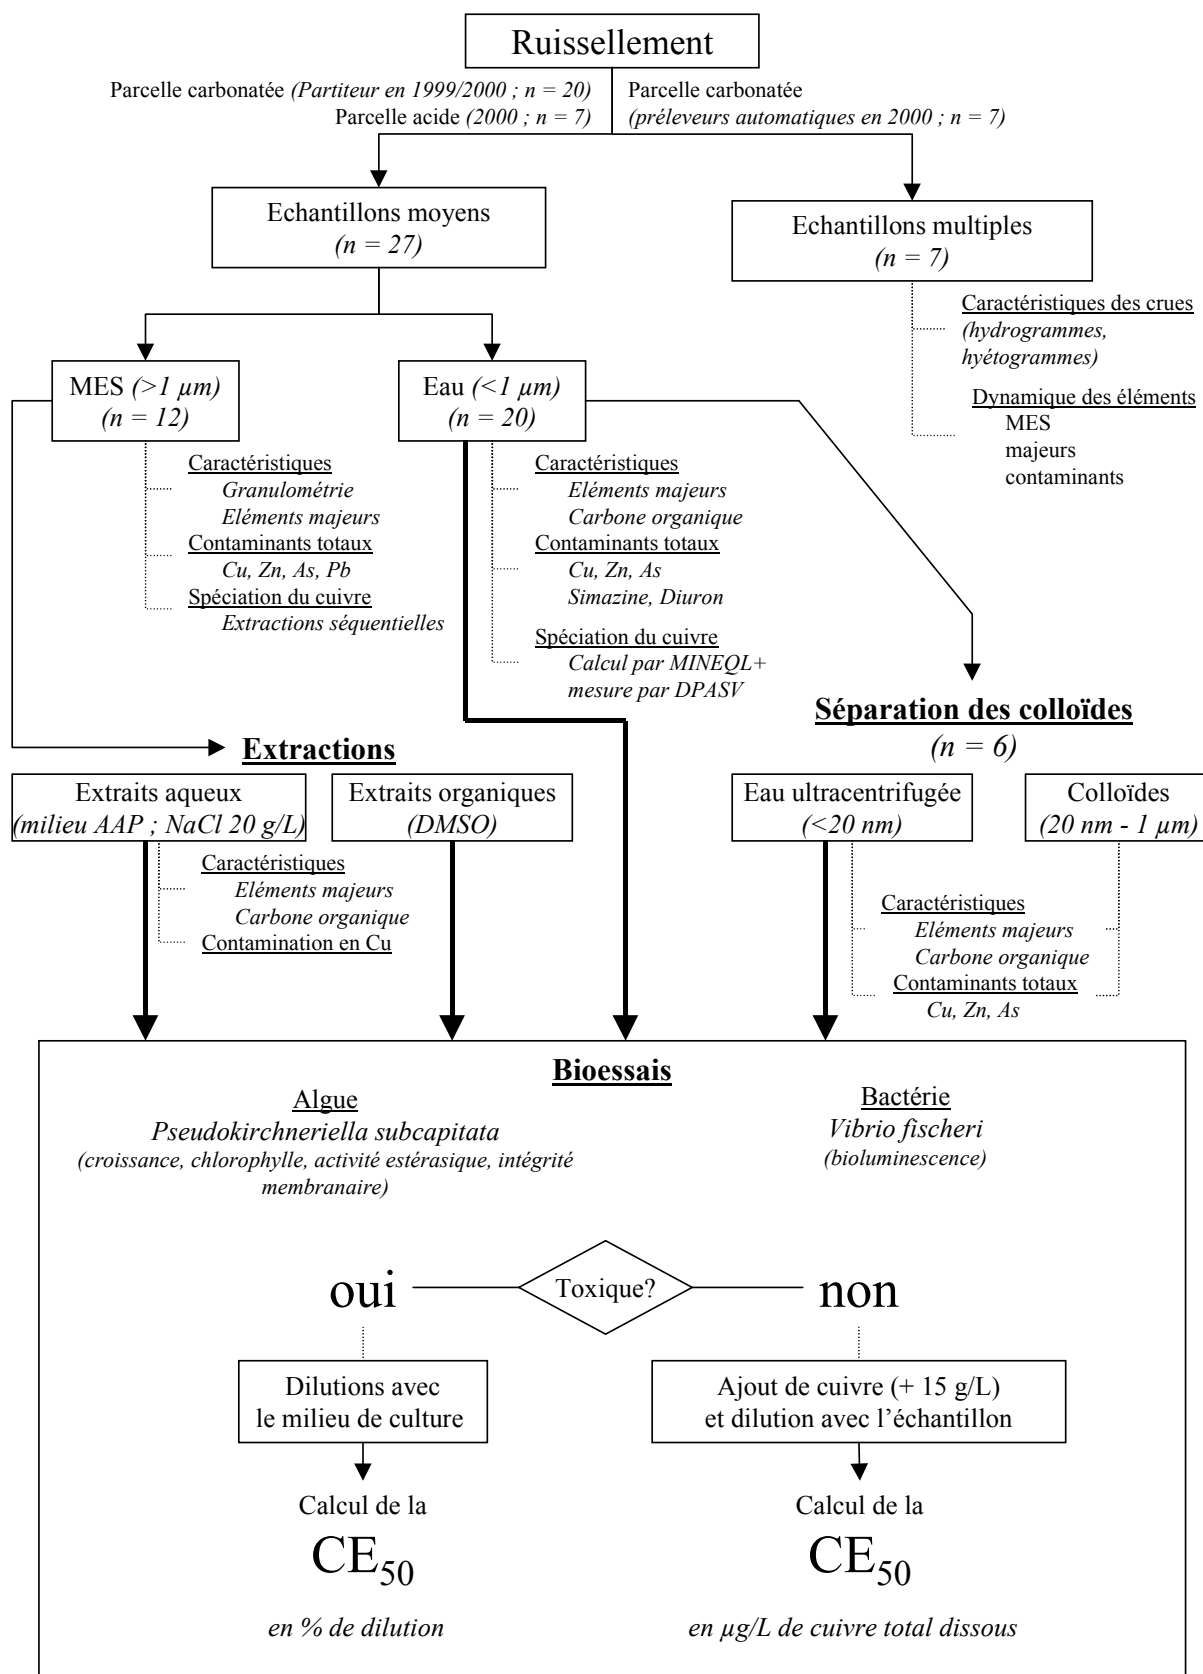 Ruissellement
Parcelle carbonatée (Partiteur en 1999/2000 ; n = 20)
Parcelle acide (2000 ; n = 7)
Parcelle carbonatée
(préleveurs automatiques en 2000 ; n = 7)
Echantillons moyens
(n = 27)
Echantillons multiples
(n = 7)
Caractéristiques des crues
(hydrogrammes,
hyétogrammes)
Dynamique des éléments
MES
majeurs
contaminants
MES (>1 µm)
(n = 12)
Eau (<1 µm)
(n = 20)
Caractéristiques
Granulométrie
Eléments majeurs
Contaminants totaux
Cu, Zn, As, Pb
Spéciation du cuivre
Extractions séquentielles
Caractéristiques
Eléments majeurs
Carbone organique
Contaminants totaux
Cu, Zn, As
Simazine, Diuron
Spéciation du cuivre
Calcul par MINEQL+
mesure par DPASV
Séparation des colloïdes
(n = 6)
Extractions
Extraits aqueux
(milieu AAP ; NaCl 20 g/L)
Extraits organiques
(DMSO)
Eau ultracentrifugée
(<20 nm)
Colloïdes
(20 nm - 1 µm)
Caractéristiques
Eléments majeurs
Carbone organique
Contamination en Cu
Caractéristiques
Eléments majeurs
Carbone organique
Contaminants totaux
Cu, Zn, As
Bioessais
Algue
Pseudokirchneriella subcapitata
(croissance, chlorophylle, activité estérasique, intégrité
membranaire)
Bactérie
Vibrio fischeri
(bioluminescence)
oui
Toxique?
non
Dilutions avec
le milieu de culture
Ajout de cuivre (+ 15 g/L)
et dilution avec l'échantillon
Calcul de la
CE50
en % de dilution
Calcul de la
CE50
en µg/L de cuivre total dissous